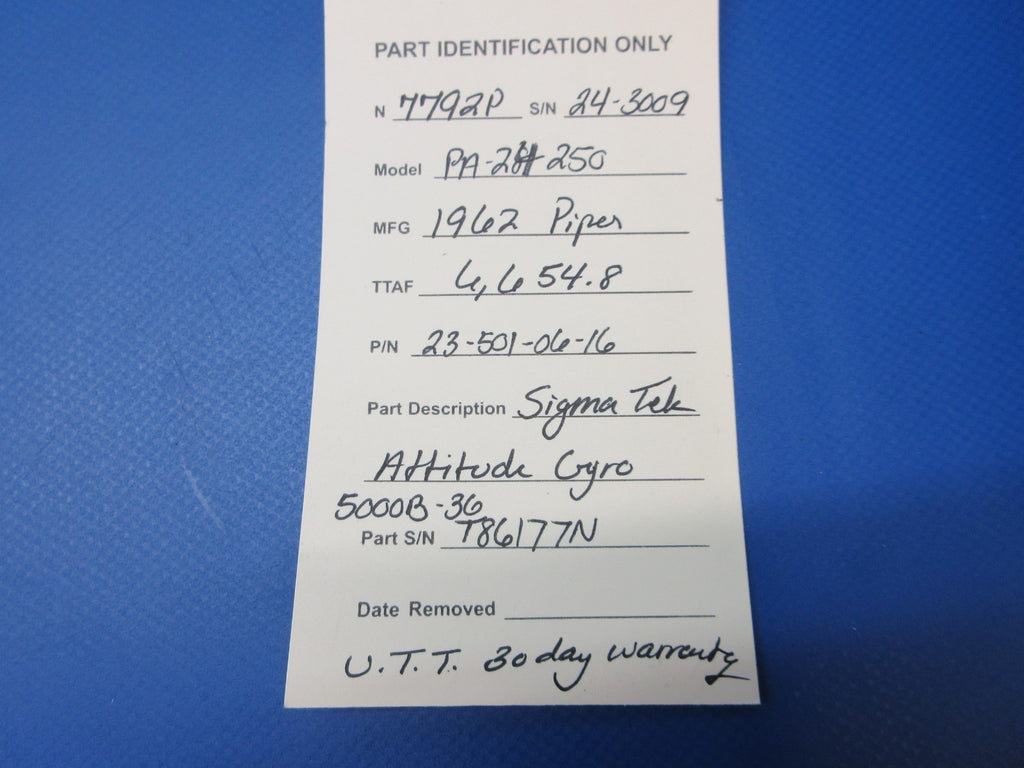 PART IDENTIFICATION ONLY
N 7792P S/N 24-3009
Model PA-24-250
MFG 1962 Piper
TTAF 6,654.8
P/N 23-501-06-16
Part Description Sigma Tek
Attitude Gyro
5000B-36
Part S/N T86177N
Date Removed
U.T.T. 30 day warranty